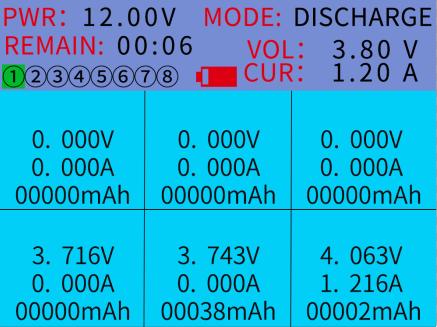 PWR: 12.00V MODE: DISCHARGE
REMAIN: 00:06 VOL: 3.80 V
①②③④⑤⑥⑦⑧ CUR: 1.20 A
0. 000V 0. 000V 0. 000V
0. 000A 0. 000A 0. 000A
00000mAh 00000mAh 00000mAh
3. 716V 3. 743V 4. 063V
0. 000A 0. 000A 1. 216A
00000mAh 00038mAh 00002mAh